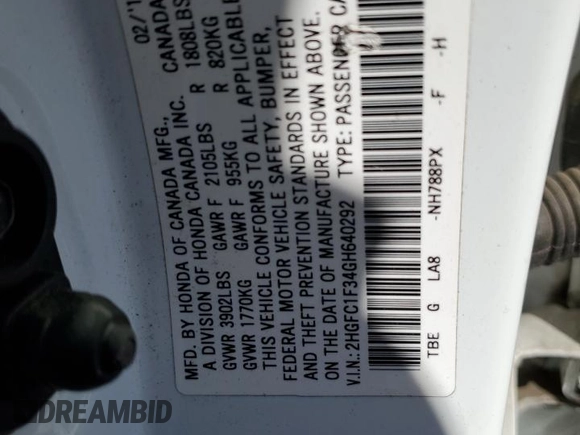 MFD. BY HONDA OF CANADA MFG., 02/'1
A DIVISION OF HONDA CANADA INC. CANADA
GVWR 3902LBS GAWR F 2105LBS R 1808LBS
GVWR 1770KG GAWR F 955KG R 820KG
THIS VEHICLE CONFORMS TO ALL APPLICABLE
FEDERAL MOTOR VEHICLE SAFETY, BUMPER,
AND THEFT PREVENTION STANDARDS IN EFFECT
ON THE DATE OF MANUFACTURE SHOWN ABOVE.
V.I.N.:2HGFC1F34GH640292 TYPE: PASSENGER CA
TBE G LA8 -NH788PX -F -H
DREAMBID